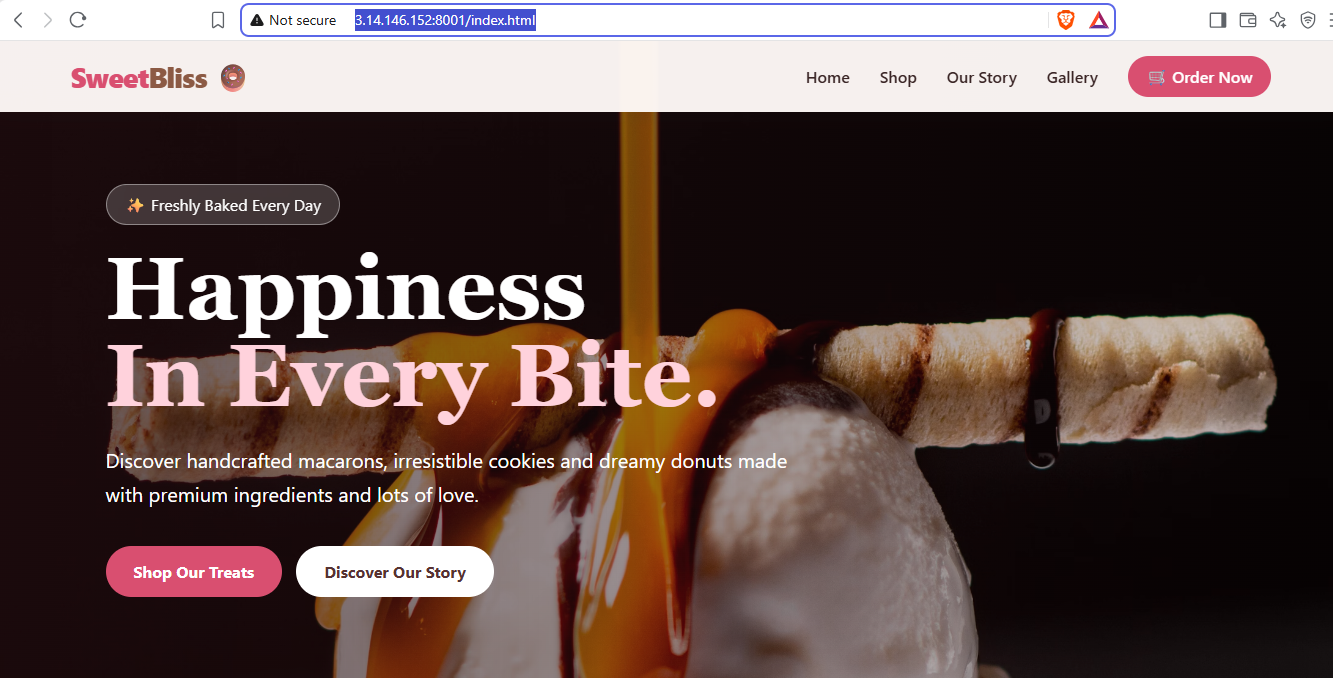 Not secure 3.14.146.152:8001/index.html
SweetBliss Home Shop Our Story Gallery Order Now
Freshly Baked Every Day
Happiness
In Every Bite.
Discover handcrafted macarons, irresistible cookies and dreamy donuts made
with premium ingredients and lots of love.
Shop Our Treats Discover Our Story